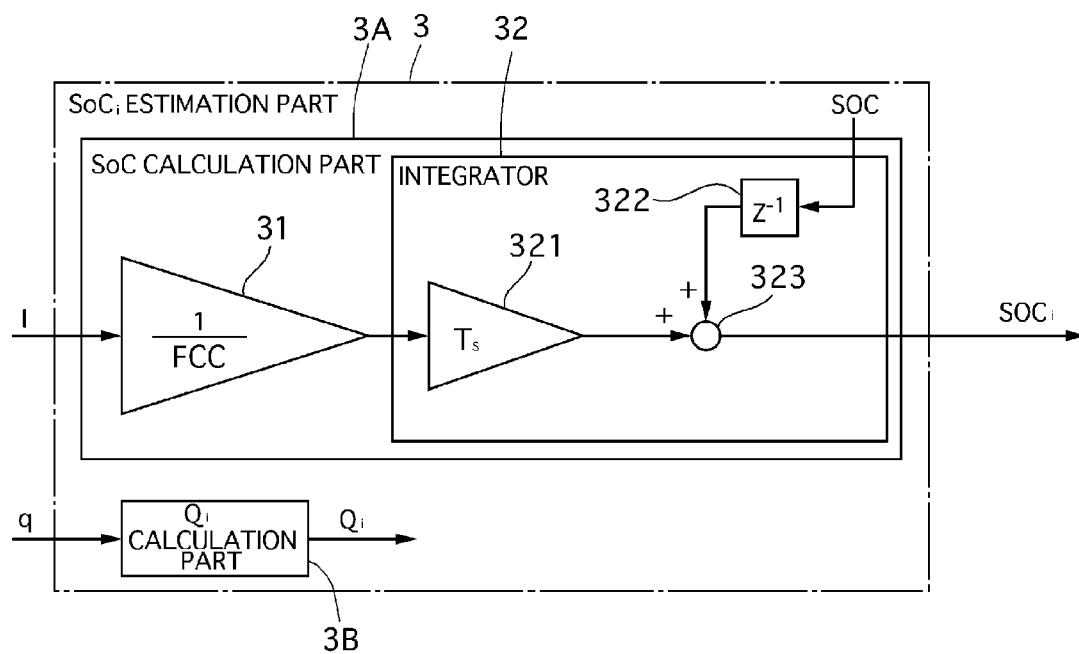 3A
3
32
SoCi ESTIMATION PART
SOC
SoC CALCULATION PART
INTEGRATOR
322
Z-1
31
321
+
323
I
1
FCC
Ts
+
SOCi
q
Qi
CALCULATION
PART
Qi
3B